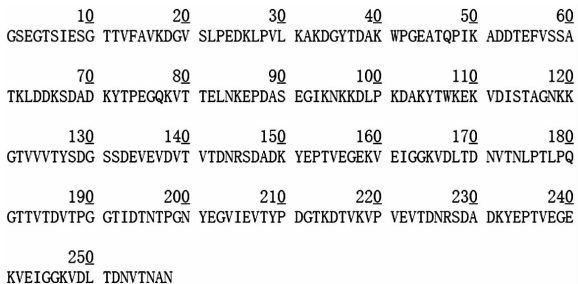 10 20 30 40 50 60
GSEGTSIESG TTVFAVKDGV SLPEDKLPVL KAKDGYTDAK WPGEATQPIK ADDTEFVSSA
70 80 90 100 110 120
TKLDDKSDAD KYTPEGQKVT TELNKEPDAS EGIKNKKDLP KDAKYTWKEK VDISTAGNKK
130 140 150 160 170 180
GTVVVTYSDG SSDEVEVDVT VTDNRSDADK YEPTVEGEKV EIGGKVDLTD NVTNLPTLPQ
190 200 210 220 230 240
GTTVTDVTPG GTIDTNTPGN YEGVIEVTYP DGTKDTVKVP VEVTDNRSDA DKYEPTVEGE
250
KVEIGGKVDL TDNVTNAN